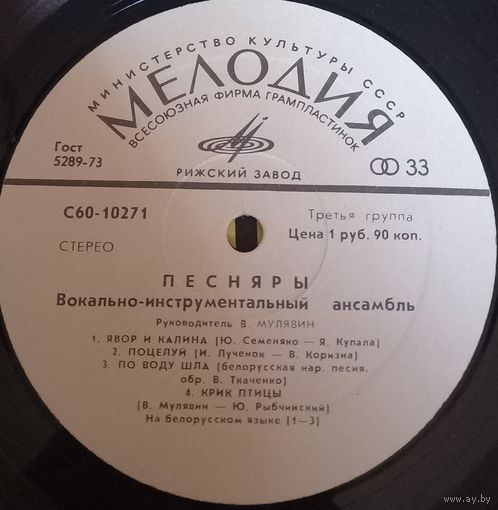 МИНИСТЕРСТВО КУЛЬТУРЫ СССР
МЕЛОДИЯ
ВСЕСОЮЗНАЯ ФИРМА ГРАМПЛАСТИНОК
Гост
5289-73
РИЖСКИЙ ЗАВОД
33
С60-10271
Третья группа
СТЕРЕО
Цена 1 руб. 90 коп.
ПЕСНЯРЫ
Вокально-инструментальный ансамбль
Руководитель В. МУЛЯВИН
1. ЯВОР И КАЛИНА (Ю. Семеняко — Я. Купала)
2. ПОЦЕЛУЙ (И. Лученок — В. Коризна)
3. ПО ВОДУ ШЛА (белорусская нар. песня.
обр. В. Ткаченко)
4. КРИК ПТИЦЫ
(В. Мулявин — Ю. Рыбчинский)
На белорусском языке (1—3)
www.ay.by